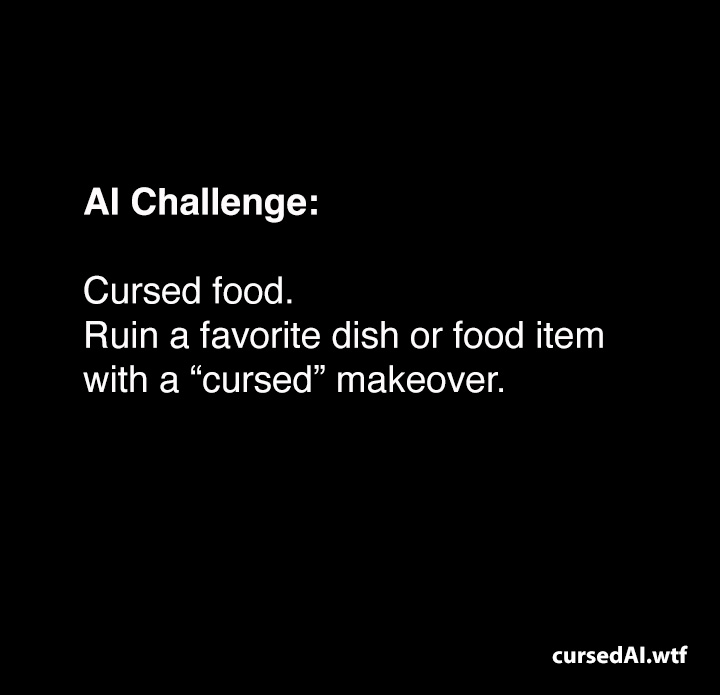 AI Challenge:
Cursed food.
Ruin a favorite dish or food item
with a “cursed” makeover.
cursedAI.wtf